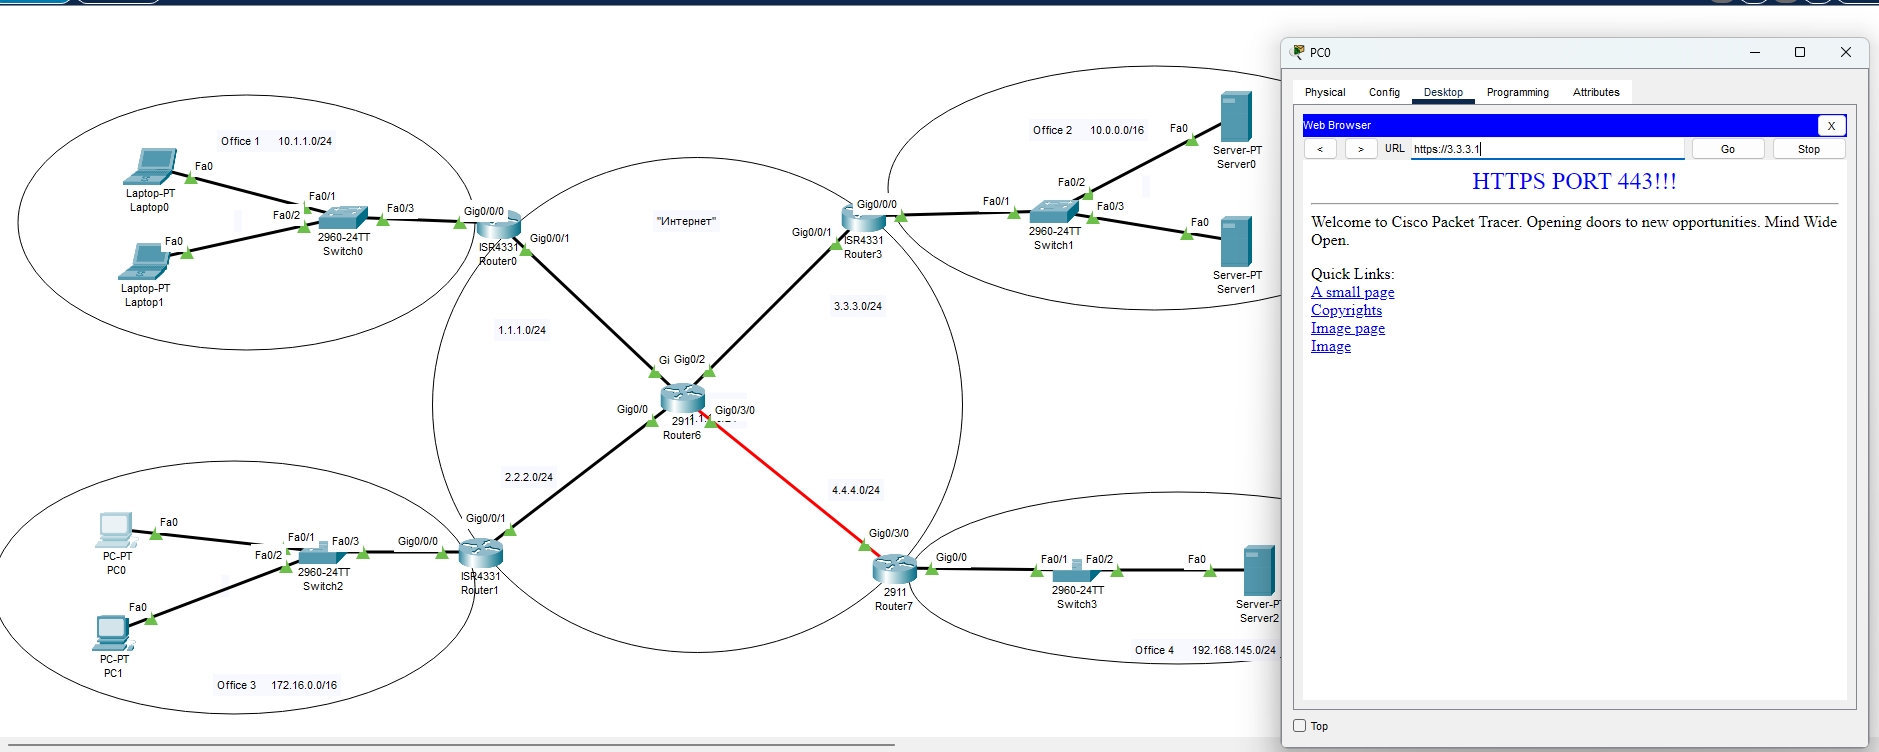 Office 1 10.1.1.0/24
Fa0
Laptop-PT
Laptop0
Fa0/1
Fa0/2
Fa0/3
2960-24TT
Switch0
Fa0
Laptop-PT
Laptop1
Gig0/0/0
ISR4331
Router0
Gig0/0/1
"Интернет"
1.1.1.0/24
Office 2 10.0.0.0/16
Fa0
Server-PT
Server0
Fa0/2
Fa0/1
Fa0/3
2960-24TT
Switch1
Fa0
Server-PT
Server1
Gig0/0/0
Gig0/0/1
ISR4331
Router3
3.3.3.0/24
Gi Gig0/2
Gig0/0
Gig0/3/0
2911
Router6
2.2.2.0/24
4.4.4.0/24
Gig0/0/1
Gig0/0/0
ISR4331
Router1
Fa0
PC-PT
PC0
Fa0/1
Fa0/2
Fa0/3
2960-24TT
Switch2
Fa0
PC-PT
PC1
Office 3 172.16.0.0/16
Gig0/3/0
Gig0/0
2911
Router7
Fa0/1 Fa0/2
2960-24TT
Switch3
Fa0
Server-P
Server2
Office 4 192.168.145.0/24
PC0
Physical Config Desktop Programming Attributes
Web Browser X
< > URL https://3.3.3.1 Go Stop
HTTPS PORT 443!!!
Welcome to Cisco Packet Tracer. Opening doors to new opportunities. Mind Wide
Open.
Quick Links:
A small page
Copyrights
Image page
Image
Top